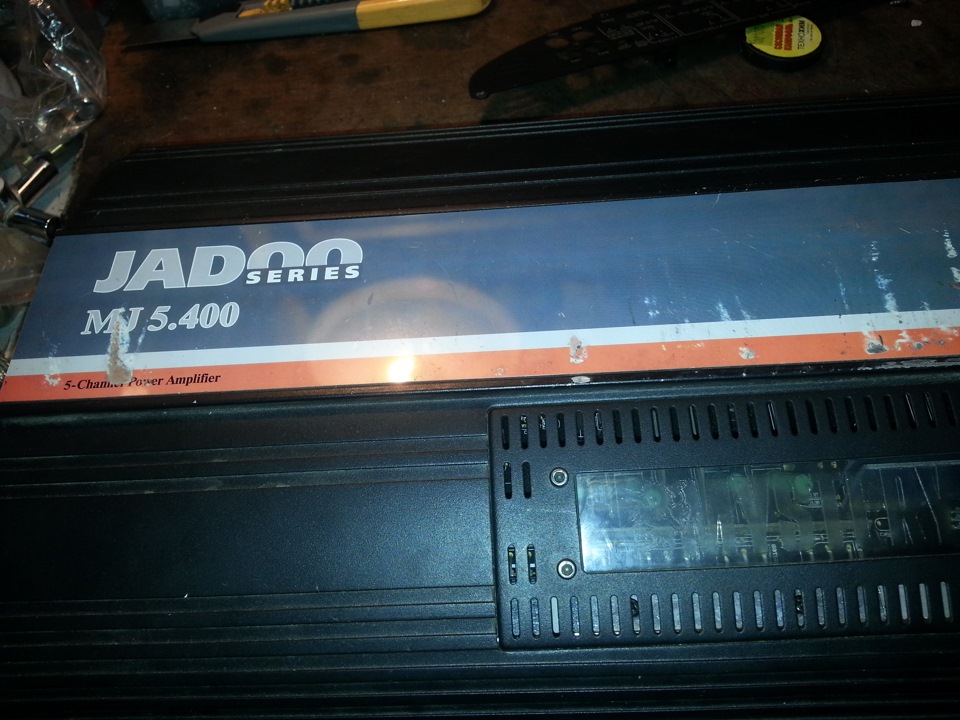 JADOO
SERIES
MJ 5.400
5-Channel Power Amplifier